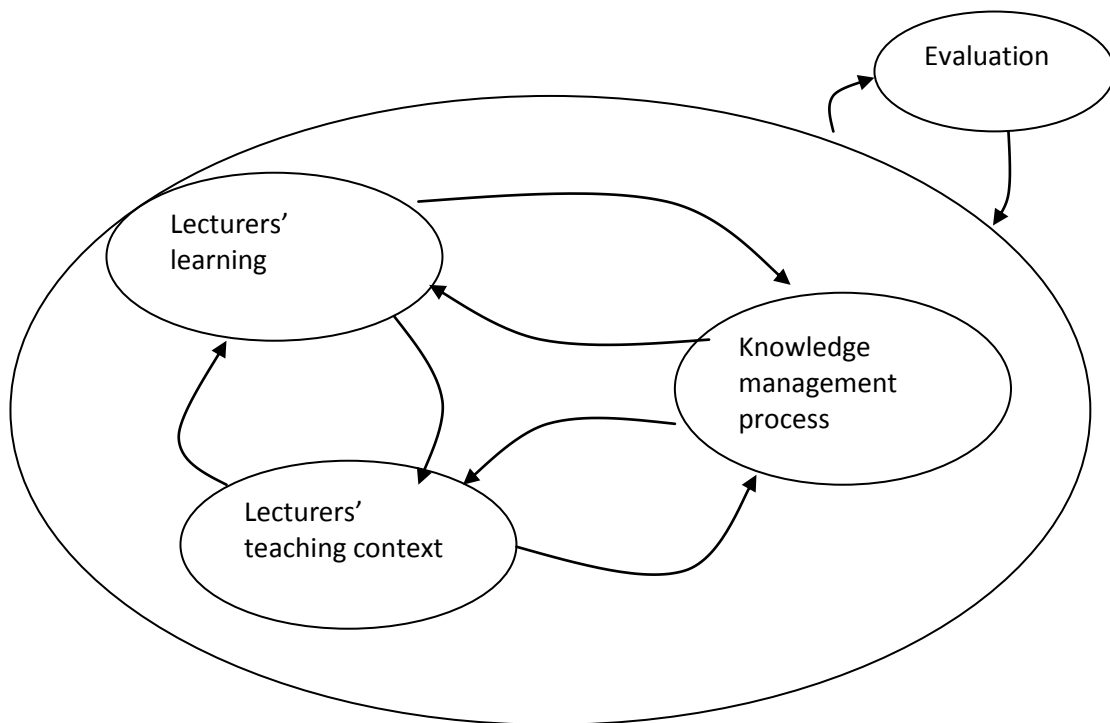 Evaluation
Lecturers’
learning
Knowledge
management
process
Lecturers’
teaching context